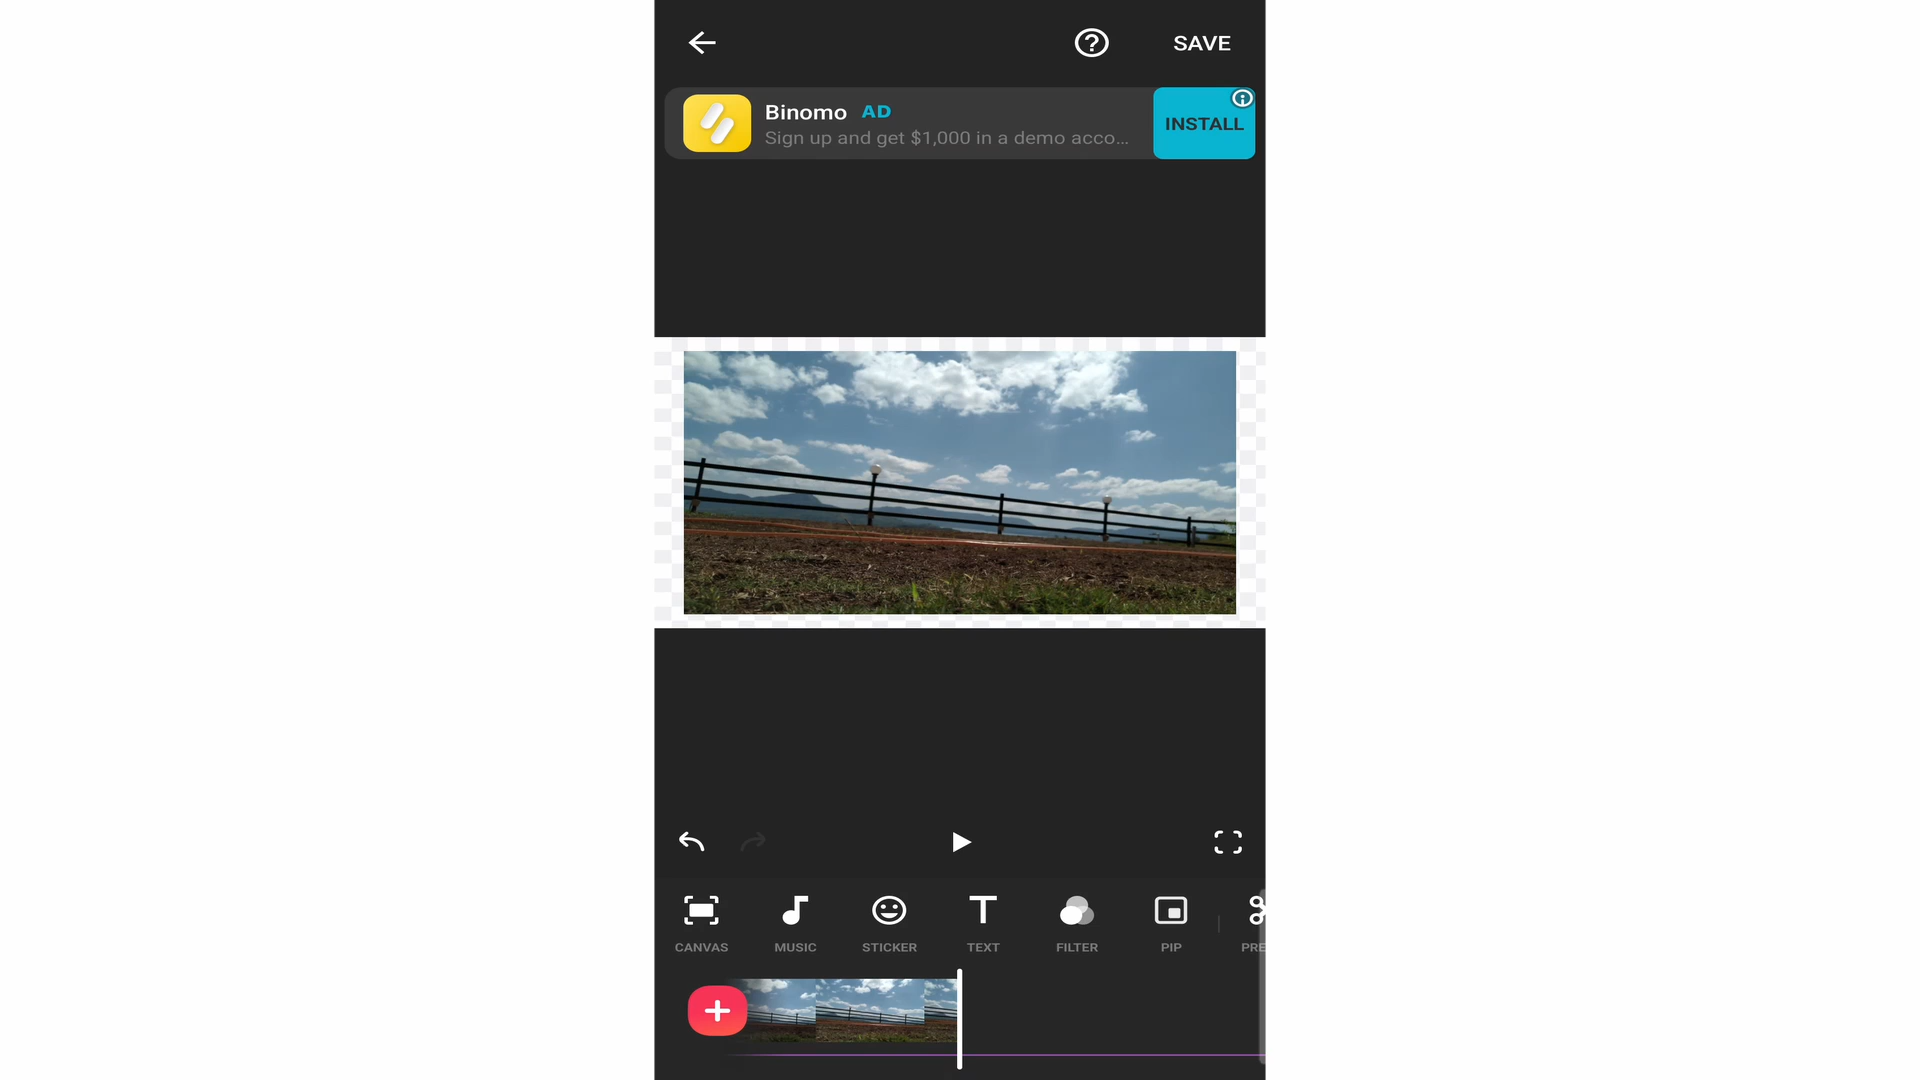 SAVE
Binomo AD
Sign up and get $1,000 in a demo acco...
INSTALL
CANVAS
MUSIC
STICKER
TEXT
FILTER
PIP
PRE